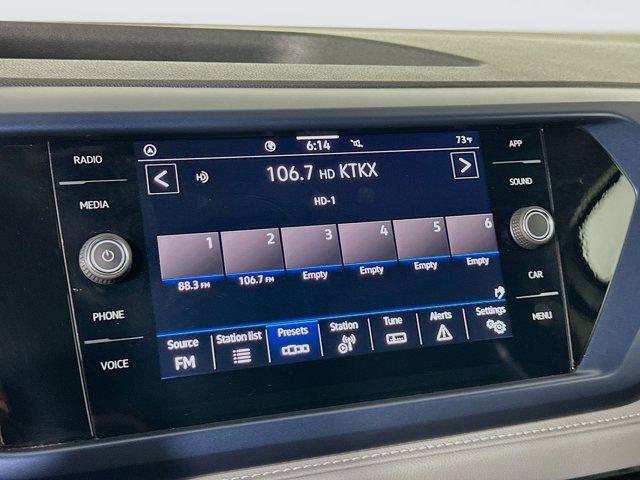 RADIO
MEDIA
PHONE
VOICE
6:14
73°F
106.7 HD KTKX
HD
HD-1
1 2 3 4 5 6
88.3 FM 106.7 FM Empty Empty Empty Empty
Source Station list Presets Station Tune Alerts Settings
FM
APP
SOUND
CAR
MENU